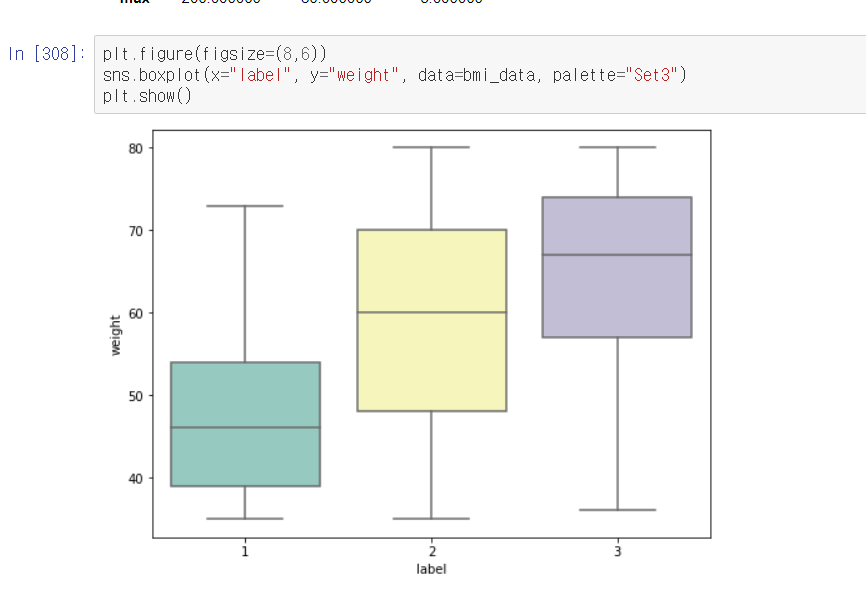 In [308]:
plt.figure(figsize=(8,6))
sns.boxplot(x="label", y="weight", data=bmi_data, palette="Set3")
plt.show()
80
70
60
50
40
weight
1 2 3
label